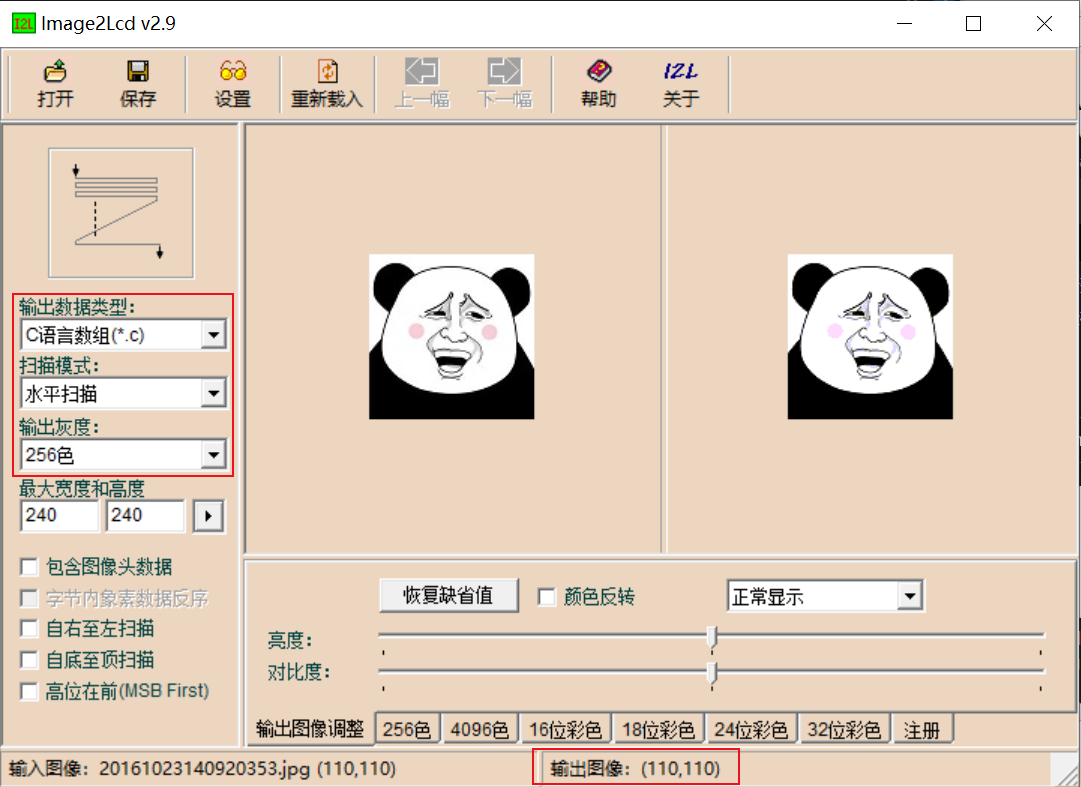 I2L Image2Lcd v2.9
打开 保存 设置 重新载入 上一幅 下一幅 帮助 I2L 关于
输出数据类型:
C语言数组(*.c)
扫描模式:
水平扫描
输出灰度:
256色
最大宽度和高度
240 240
包含图像头数据
字节内象素数据反序
自右至左扫描
自底至顶扫描
高位在前(MSB First)
恢复缺省值 颜色反转 正常显示
亮度:
对比度:
输出图像调整 256色 4096色 16位彩色 18位彩色 24位彩色 32位彩色 注册
输入图像: 20161023140920353.jpg (110,110) 输出图像: (110,110)